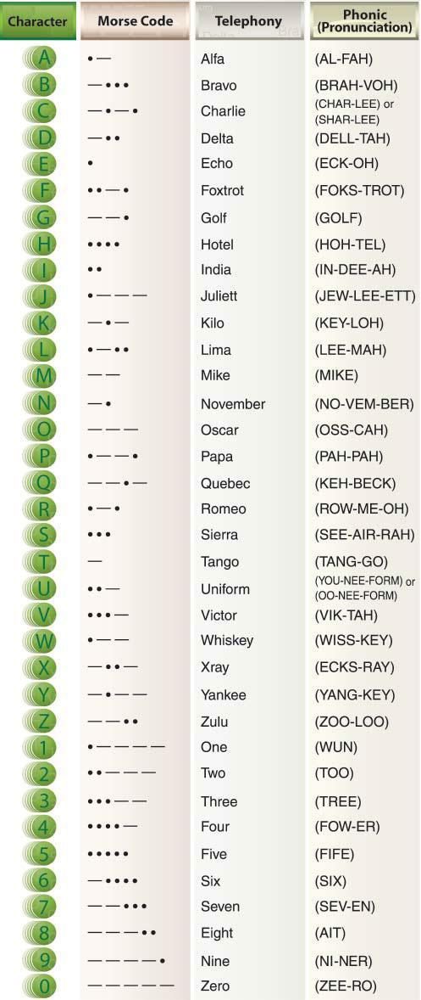 Character Morse Code Telephony Phonic (Pronunciation)
A •— Alfa (AL-FAH)
B —••• Bravo (BRAH-VOH)
C —•—• Charlie (CHAR-LEE) or (SHAR-LEE)
D —•• Delta (DELL-TAH)
E • Echo (ECK-OH)
F ••—• Foxtrot (FOKS-TROT)
G ——• Golf (GOLF)
H •••• Hotel (HOH-TEL)
I •• India (IN-DEE-AH)
J •——— Juliett (JEW-LEE-ETT)
K —•— Kilo (KEY-LOH)
L •—•• Lima (LEE-MAH)
M —— Mike (MIKE)
N —• November (NO-VEM-BER)
O ——— Oscar (OSS-CAH)
P •——• Papa (PAH-PAH)
Q ——•— Quebec (KEH-BECK)
R •—• Romeo (ROW-ME-OH)
S ••• Sierra (SEE-AIR-RAH)
T — Tango (TANG-GO)
U ••— Uniform (YOU-NEE-FORM) or (OO-NEE-FORM)
V •••— Victor (VIK-TAH)
W •—— Whiskey (WISS-KEY)
X —••— Xray (ECKS-RAY)
Y —•—— Yankee (YANG-KEY)
Z ——•• Zulu (ZOO-LOO)
1 •———— One (WUN)
2 ••——— Two (TOO)
3 •••—— Three (TREE)
4 ••••— Four (FOW-ER)
5 ••••• Five (FIFE)
6 —•••• Six (SIX)
7 ——••• Seven (SEV-EN)
8 ———•• Eight (AIT)
9 ————• Nine (NI-NER)
0 ————— Zero (ZEE-RO)